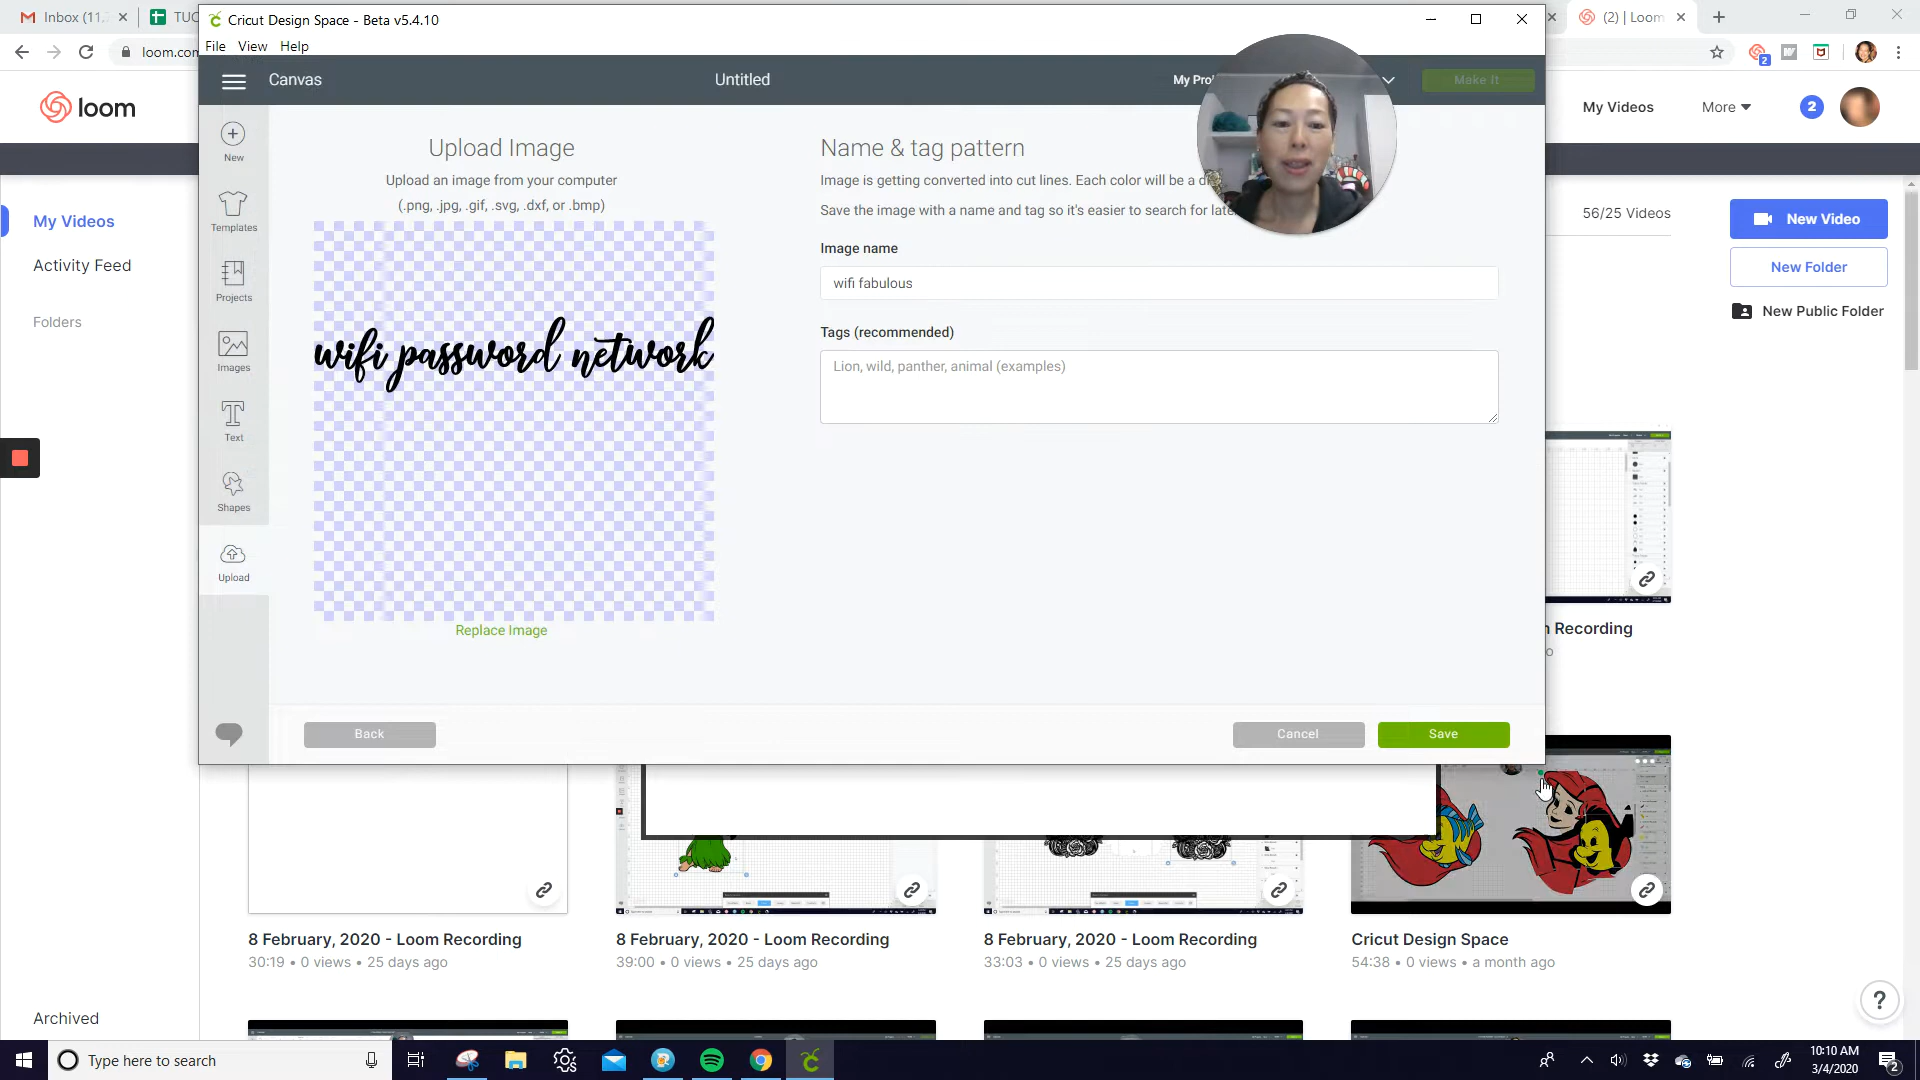 Inbox (11,
TUC
(2) | Loom
loom.com
Cricut Design Space - Beta v5.4.10
File View Help
Canvas
Untitled
My Pro
Make It
loom
My Videos
More
2
New
Templates
Projects
Images
Text
Shapes
Upload
Upload Image
Upload an image from your computer
(.png, .jpg, .gif, .svg, .dxf, or .bmp)
wifi password network
Replace Image
Name & tag pattern
Image is getting converted into cut lines. Each color will be a
Save the image with a name and tag so it's easier to search for
Image name
wifi fabulous
Tags (recommended)
Lion, wild, panther, animal (examples)
Back
Cancel
Save
My Videos
Activity Feed
Folders
Archived
56/25 Videos
New Video
New Folder
New Public Folder
Recording
8 February, 2020 - Loom Recording
30:19 • 0 views • 25 days ago
8 February, 2020 - Loom Recording
39:00 • 0 views • 25 days ago
8 February, 2020 - Loom Recording
33:03 • 0 views • 25 days ago
Cricut Design Space
54:38 • 0 views • a month ago
?
Type here to search
10:10 AM
3/4/2020
2